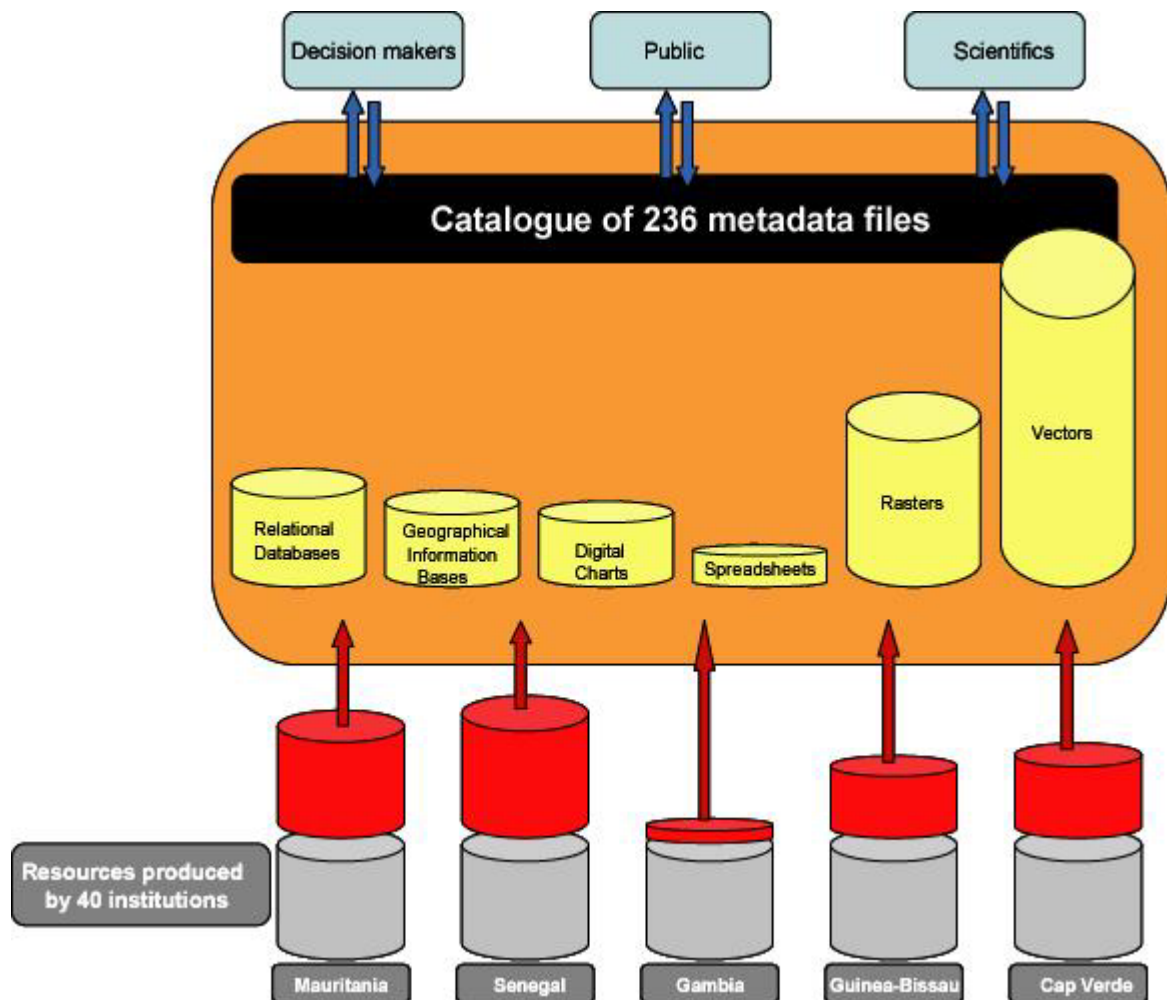 Decision makers
Public
Scientifics
Catalogue of 236 metadata files
Vectors
Rasters
Relational
Databases
Geographical
Information
Bases
Digital
Charts
Spreadsheets
Resources produced
by 40 institutions
Mauritania
Senegal
Gambia
Guinea-Bissau
Cap Verde